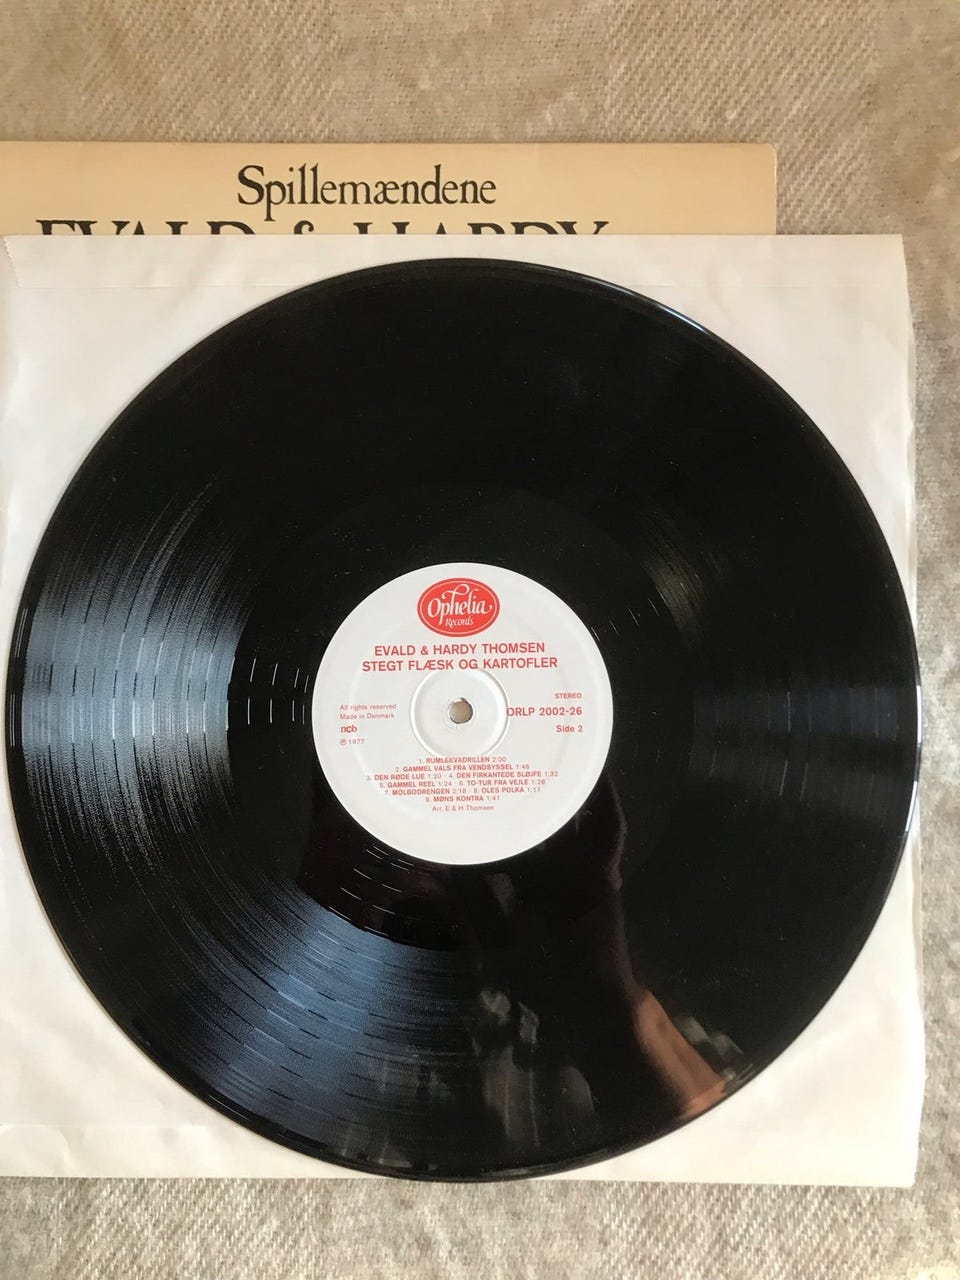 Spillemændene
EVALD & HARDY
Ophelia
Records
EVALD & HARDY THOMSEN
STEGT FLÆSK OG KARTOFLER
STEREO
All rights reserved
ORLP 2002-26
Made in Denmark
ncb
Side 2
℗ 1977
1. RUMLEKVADRILLEN 2:00
2. GAMMEL VALS FRA VENDSYSSEL 1:46
3. DEN RØDE LUE 1:20 · 4. DEN FIRKANTEDE SLØJFE 1:32
5. GAMMEL REEL 1:24 · 6. TO-TUR FRA VEJLE 1:28
7. MOLBODRENGEN 2:18 · 8. OLES POLKA 1:11
9. MØNS KONTRA 1:41
Arr. E & H Thomsen